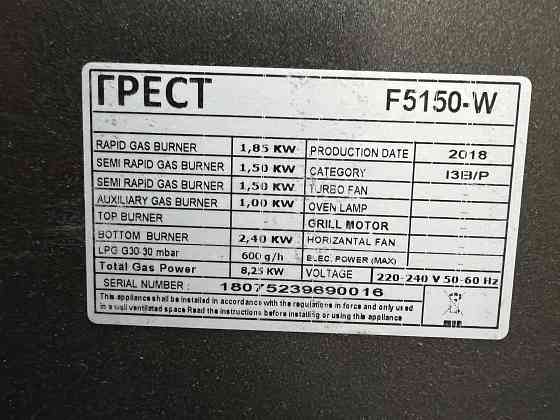 ГРЕСТ F5150-W
RAPID GAS BURNER 1,85 KW PRODUCTION DATE 2018
SEMI RAPID GAS BURNER 1,50 KW CATEGORY I3B/P
SEMI RAPID GAS BURNER 1,50 KW TURBO FAN
AUXILIARY GAS BURNER 1,00 KW OVEN LAMP
TOP BURNER GRILL MOTOR
BOTTOM BURNER 2,40 KW HORIZANTAL FAN
LPG G30-30 mbar 600 g/h ELEC. POWER (MAX)
Total Gas Power 8,25 KW VOLTAGE 220-240 V 50-60 Hz
SERIAL NUMBER : 18075239690016
This appliance shall be installed in accordance with the regulations in force and only used
in a well ventilated space Read the instructions before installing or using this appliance